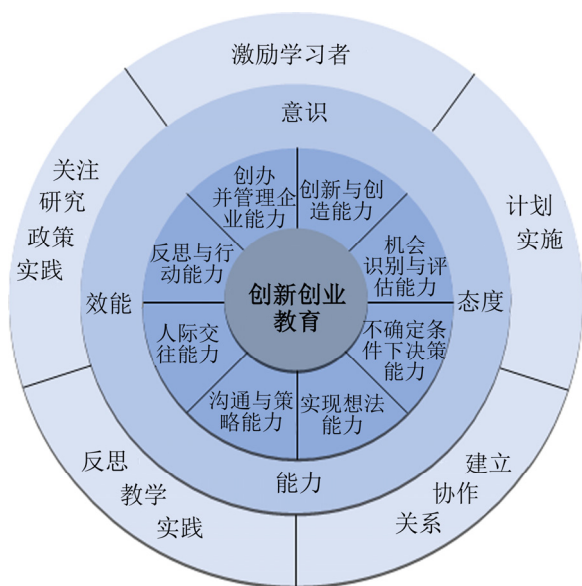 激励学习者
意识
关注
研究
政策
实践
计划
实施
创办
并管理企
业能力
创新与创
造能力
反思与行
动能力
机会
识别与评
估能力
效能
创新创业
教育
态度
人际交
往能力
不确定条
件下决策
能力
沟通与策
略能力
实现想法
能力
能力
反思
教学
实践
建立
协作
关系